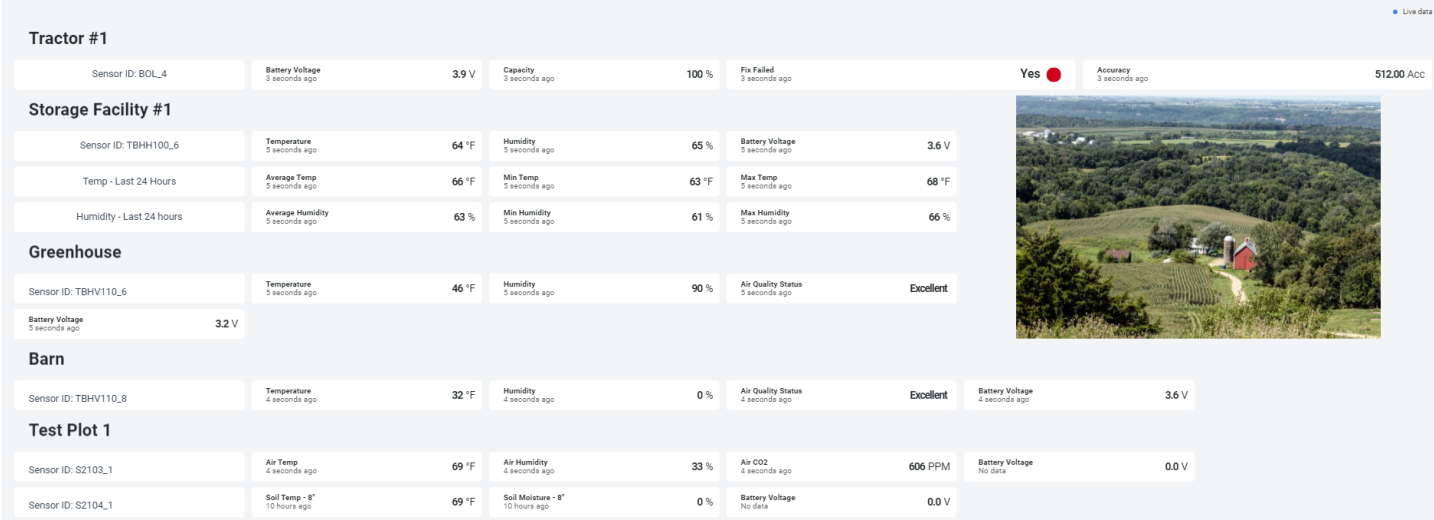 Live data
Tractor #1
Sensor ID: BOL_4
Battery Voltage
3 seconds ago
3.9 V
Capacity
3 seconds ago
100 %
Fix Failed
3 seconds ago
Yes
Accuracy
3 seconds ago
512.00 Acc
Storage Facility #1
Sensor ID: TBHH100_6
Temperature
5 seconds ago
64 °F
Humidity
5 seconds ago
65 %
Battery Voltage
5 seconds ago
3.6 V
Temp - Last 24 Hours
Average Temp
5 seconds ago
66 °F
Min Temp
5 seconds ago
63 °F
Max Temp
5 seconds ago
68 °F
Humidity - Last 24 hours
Average Humidity
5 seconds ago
63 %
Min Humidity
5 seconds ago
61 %
Max Humidity
5 seconds ago
66 %
Greenhouse
Sensor ID: TBHV110_6
Temperature
5 seconds ago
46 °F
Humidity
5 seconds ago
90 %
Air Quality Status
5 seconds ago
Excellent
Battery Voltage
5 seconds ago
3.2 V
Barn
Sensor ID: TBHV110_8
Temperature
4 seconds ago
32 °F
Humidity
4 seconds ago
0 %
Air Quality Status
4 seconds ago
Excellent
Battery Voltage
4 seconds ago
3.6 V
Test Plot 1
Sensor ID: S2103_1
Air Temp
4 seconds ago
69 °F
Air Humidity
4 seconds ago
33 %
Air CO2
4 seconds ago
606 PPM
Battery Voltage
No data
0.0 V
Sensor ID: S2104_1
Soil Temp - 8"
10 hours ago
69 °F
Soil Moisture - 8"
10 hours ago
0 %
Battery Voltage
No data
0.0 V